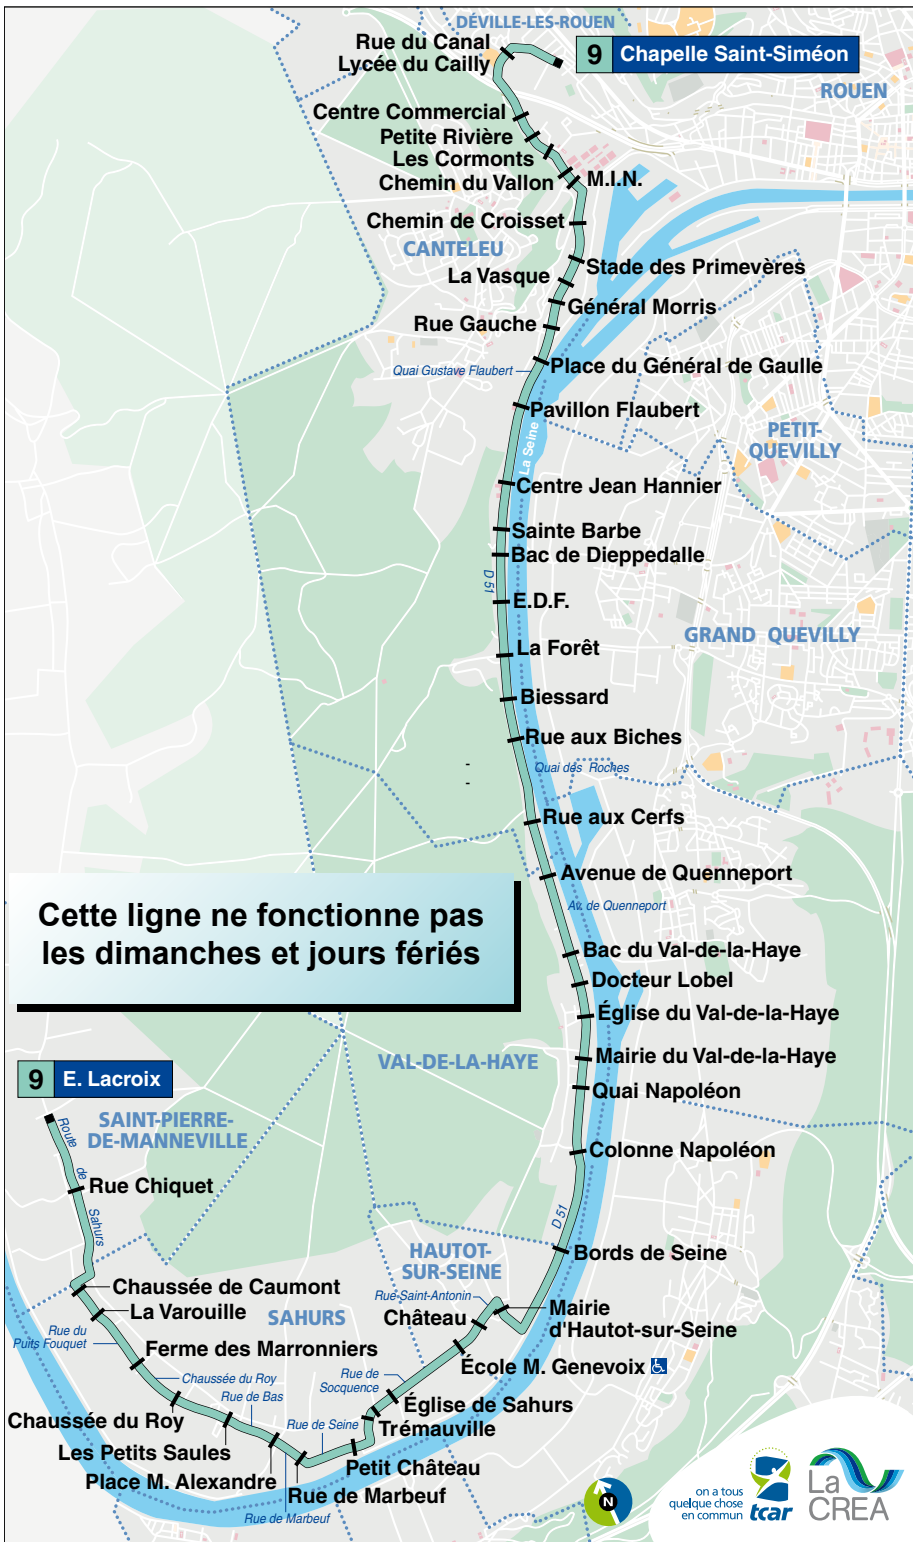 DÉVILLE-LES-ROUEN
Rue du Canal
Lycée du Cailly
9 Chapelle Saint-Siméon
ROUEN
Centre Commercial
Petite Rivière
Les Cormonts
Chemin du Vallon
M.I.N.
Chemin de Croisset
CANTELEU
Stade des Primevères
La Vasque
Général Morris
Rue Gauche
Place du Général de Gaulle
Quai Gustave Flaubert
Pavillon Flaubert
PETIT-
QUEVILLY
La Seine
Centre Jean Hannier
Sainte Barbe
Bac de Dieppedalle
D 51
E.D.F.
GRAND QUEVILLY
La Forêt
Biessard
Rue aux Biches
-
-
Quai des Roches
Rue aux Cerfs
Avenue de Quenneport
Av. de Quenneport
Cette ligne ne fonctionne pas
les dimanches et jours fériés
Bac du Val-de-la-Haye
Docteur Lobel
Église du Val-de-la-Haye
VAL-DE-LA-HAYE
Mairie du Val-de-la-Haye
9 E. Lacroix
Quai Napoléon
SAINT-PIERRE-
DE-MANNEVILLE
Route de Sahurs
Colonne Napoléon
Rue Chiquet
D 51
HAUTOT-
SUR-SEINE
Bords de Seine
Chaussée de Caumont
Rue Saint-Antonin
La Varouille
SAHURS
Château
Mairie
d'Hautot-sur-Seine
Rue du
Puits Fouquet
Ferme des Marronniers
École M. Genevoix
Chaussée du Roy
Rue de
Socquence
Rue de Bas
Église de Sahurs
Chaussée du Roy
Rue de Seine
Trémauville
Les Petits Saules
Petit Château
Place M. Alexandre
Rue de Marbeuf
Rue de Marbeuf
N
on a tous
quelque chose
en commun
tcar
La
CREA